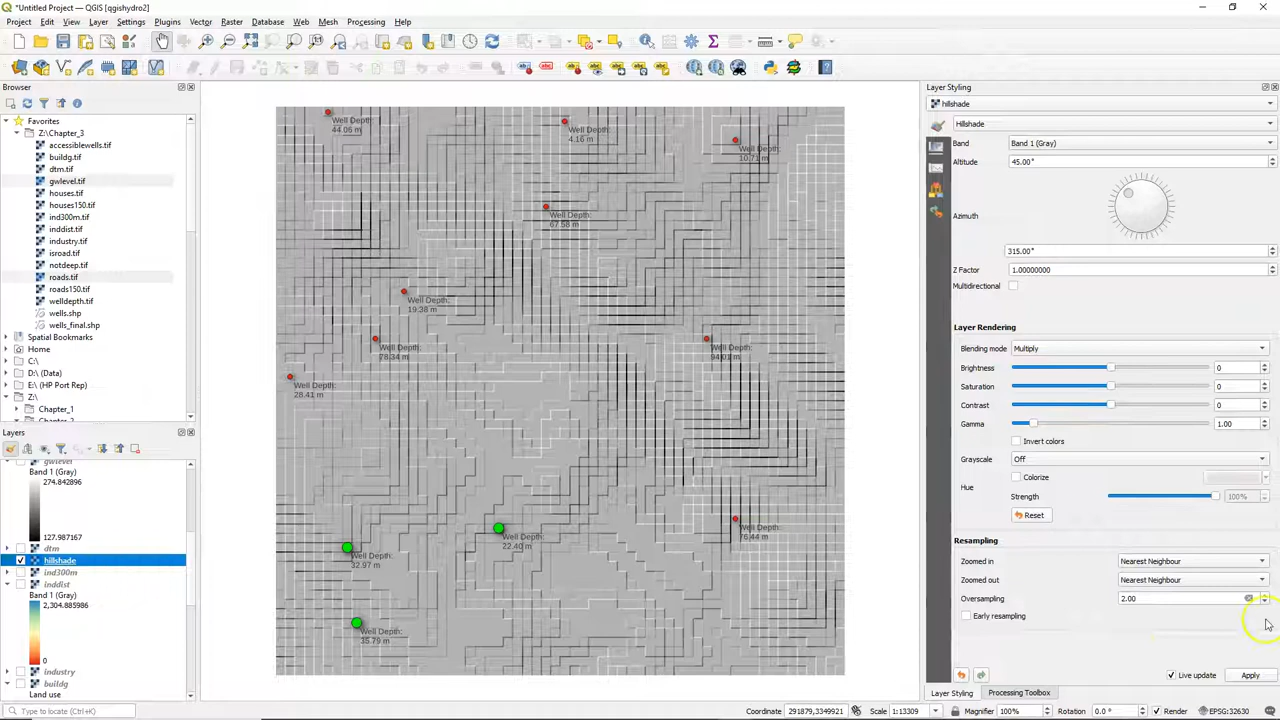 *Untitled Project — QGIS [qgishydro2]
Project Edit View Layer Settings Plugins Vector Raster Database Web Mesh Processing Help
Browser
Favorites
Z:\Chapter_3
accessiblewells.tif
buildg.tif
dtm.tif
gwlevel.tif
houses.tif
houses150.tif
ind300m.tif
inddist.tif
industry.tif
isroad.tif
notdeep.tif
roads.tif
roads150.tif
welldepth.tif
wells.shp
wells_final.shp
Spatial Bookmarks
Home
C:\
D:\ (Data)
E:\ (HP Port Rep)
Z:\
Chapter_1
Layers
gwlevel
Band 1 (Gray)
274.842896
127.987167
dtm
hillshade
ind300m
inddist
Band 1 (Gray)
2,304.885986
0
industry
buildg
Land use
Well Depth:
44.06 m
Well Depth:
4.16 m
Well Depth:
10.71 m
Well Depth:
67.58 m
Well Depth:
19.38 m
Well Depth:
78.34 m
Well Depth:
94.01 m
Well Depth:
28.41 m
Well Depth:
76.44 m
Well Depth:
22.40 m
Well Depth:
32.97 m
Well Depth:
35.79 m
Layer Styling
hillshade
Hillshade
Band Band 1 (Gray)
Altitude 45.00°
Azimuth
315.00°
Z Factor 1.00000000
Multidirectional
Layer Rendering
Blending mode Multiply
Brightness 0
Saturation 0
Contrast 0
Gamma 1.00
Invert colors
Grayscale Off
Colorize
Hue
Strength 100%
Reset
Resampling
Zoomed in Nearest Neighbour
Zoomed out Nearest Neighbour
Oversampling 2.00
Early resampling
Live update Apply
Layer Styling Processing Toolbox
Type to locate (Ctrl+K) Coordinate 291879,3349921 Scale 1:13309 Magnifier 100% Rotation 0.0 ° Render EPSG:32630